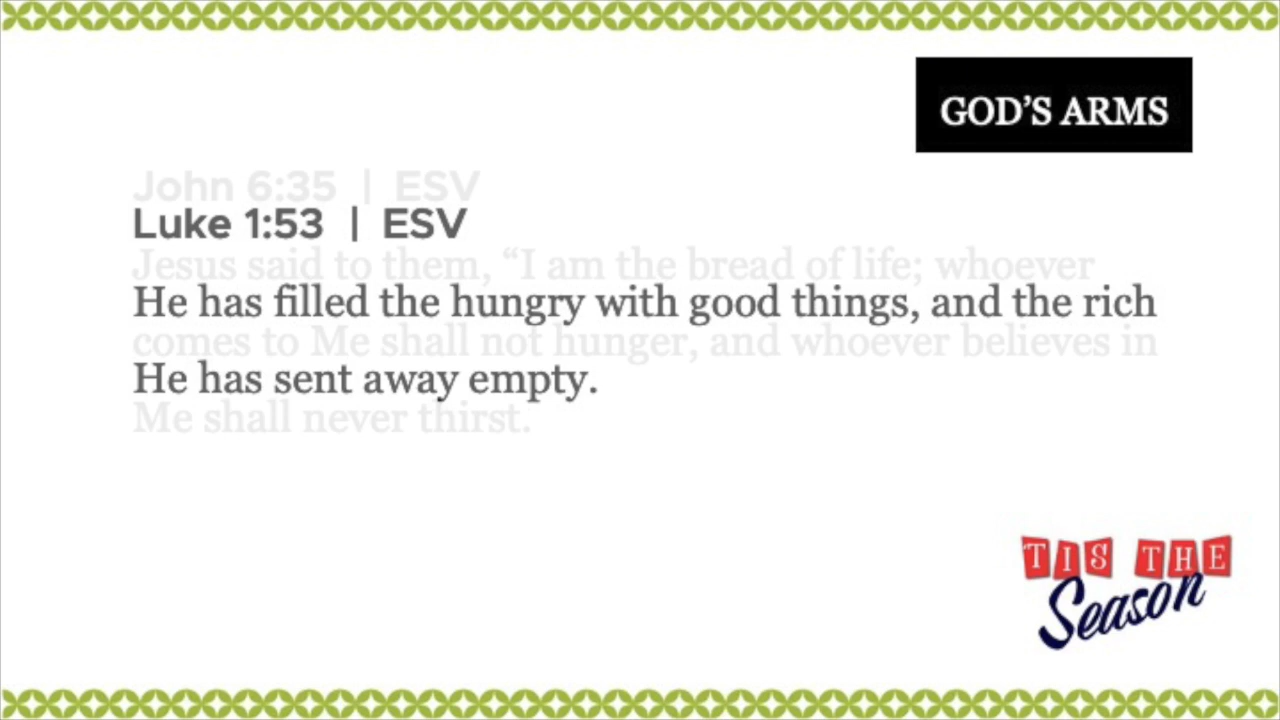 GOD'S ARMS
John 6:35 | ESV
Luke 1:53 | ESV
Jesus said to them, “I am the bread of life; whoever
He has filled the hungry with good things, and the rich
comes to Me shall not hunger, and whoever believes in
He has sent away empty.
Me shall never thirst.
TIS THE
Season